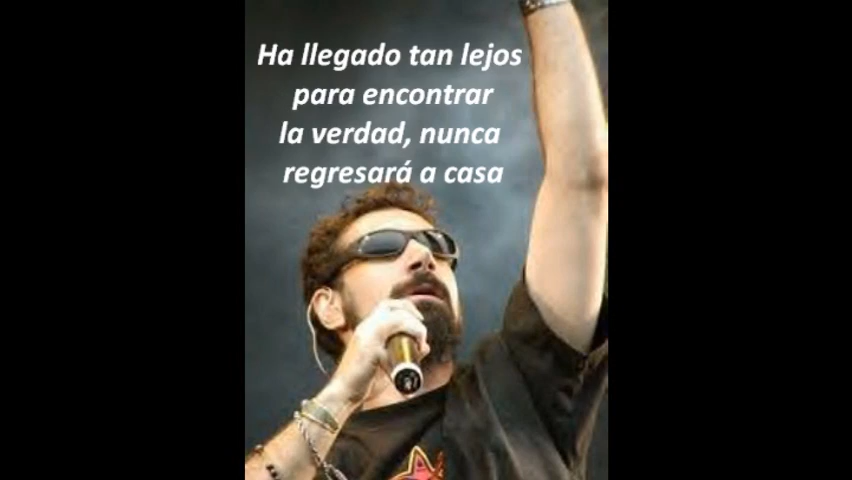 Ha llegado tan lejos
para encontrar
la verdad, nunca
regresará a casa